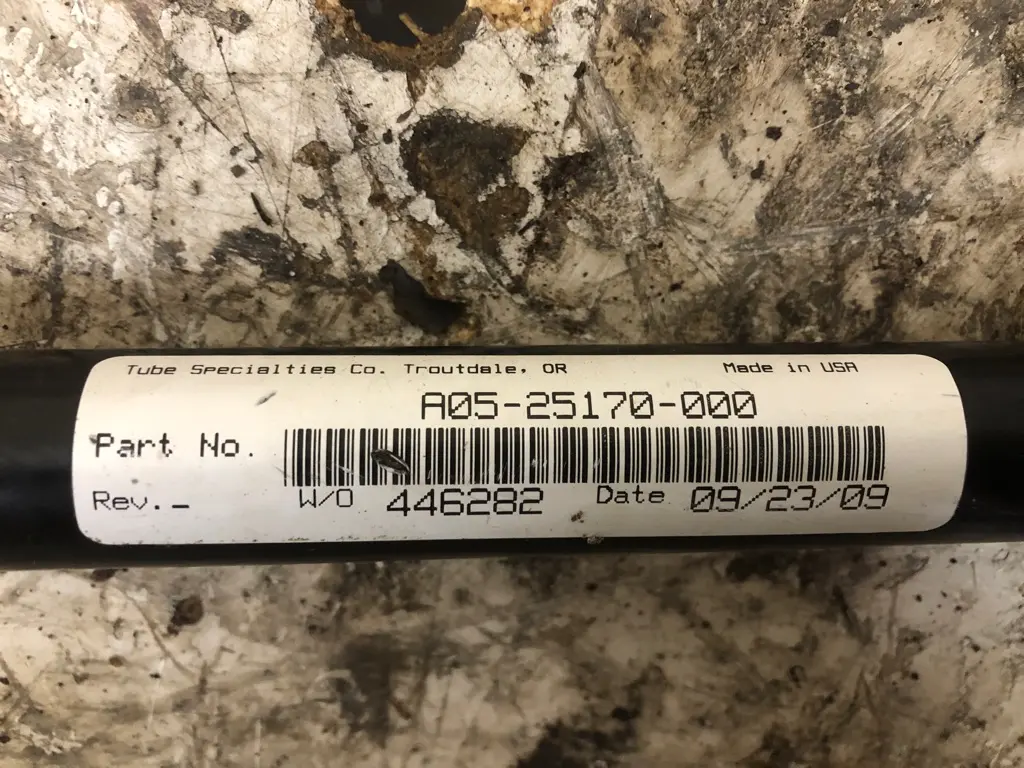 Tube Specialties Co. Troutdale, OR Made in USA
A05-25170-000
Part No.
Rev._ W/O 446282 Date 09/23/09